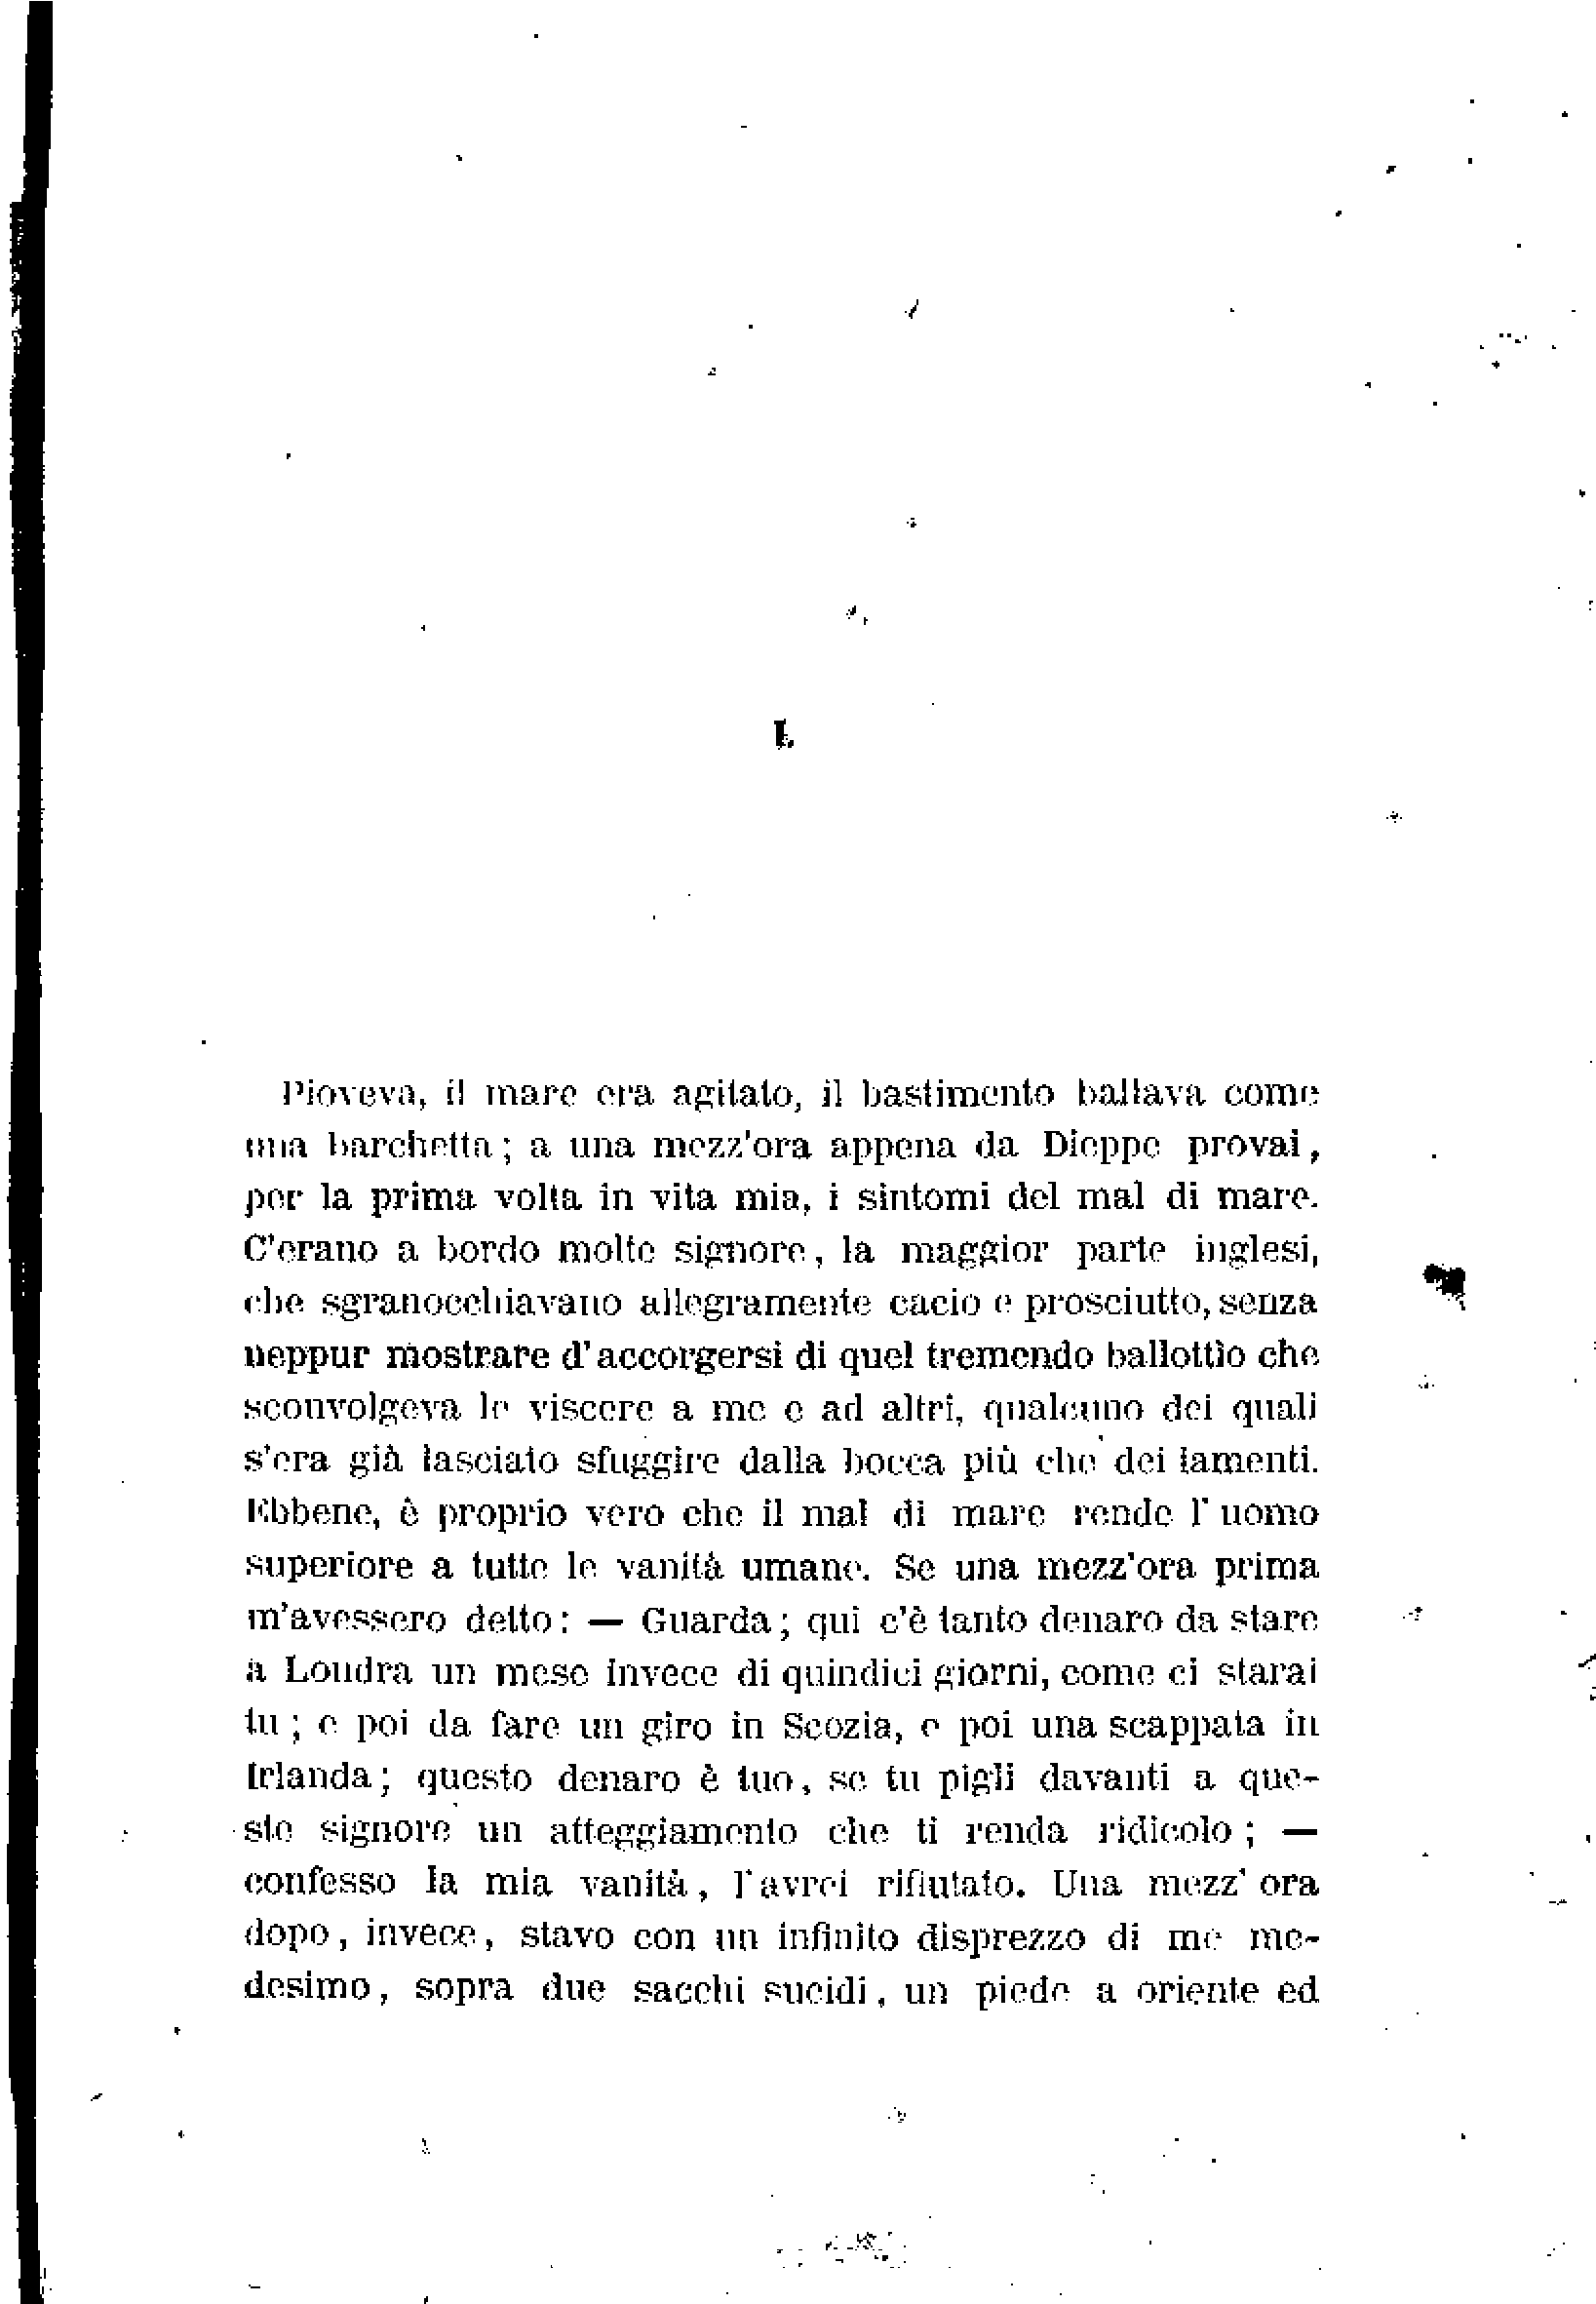 I.
Pioveva, il mare era agitato, il bastimento ballava come
una barchetta; a una mezz'ora appena da Dieppe provai,
per la prima volta in vita mia, i sintomi del mal di mare.
C'erano a bordo molte signore, la maggior parte inglesi,
che sgranocchiavano allegramente cacio e prosciutto, senza
neppur mostrare d'accorgersi di quel tremendo ballottìo che
sconvolgeva le viscere a me e ad altri, qualcuno dei quali
s'era già lasciato sfuggire dalla bocca più che dei lamenti.
Ebbene, è proprio vero che il mal di mare rende l'uomo
superiore a tutte le vanità umane. Se una mezz'ora prima
m'avessero detto: — Guarda; qui c'è tanto denaro da stare
a Londra un mese invece di quindici giorni, come ci starai
tu; e poi da fare un giro in Scozia, e poi una scappata in
Irlanda; questo denaro è tuo, se tu pigli davanti a que-
ste signore un atteggiamento che ti renda ridicolo; —
confesso la mia vanità, l'avrei rifiutato. Una mezz'ora
dopo, invece, stavo con un infinito disprezzo di me me-
desimo, sopra due sacchi sucidi, un piede a oriente ed